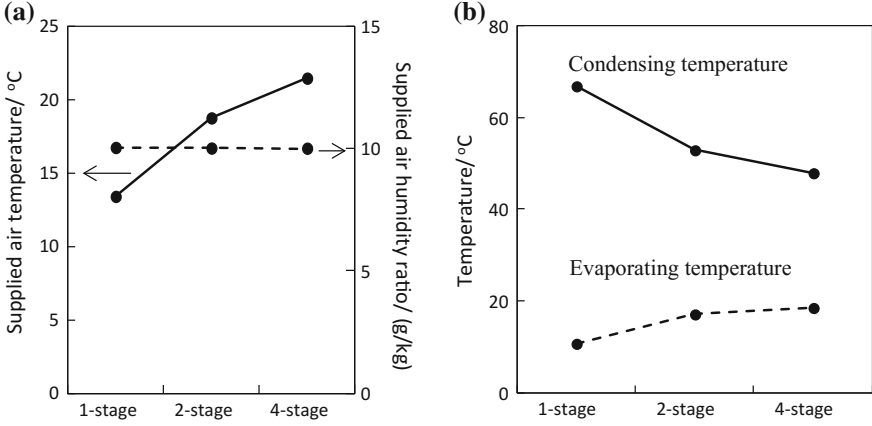 (a)
25
20
15
10
5
0
Supplied air temperature/ °C
15
10
5
0
Supplied air humidity ratio/ (g/kg)
1-stage
2-stage
4-stage
(b)
80
60
40
20
0
Temperature/ °C
Condensing temperature
Evaporating temperature
1-stage
2-stage
4-stage